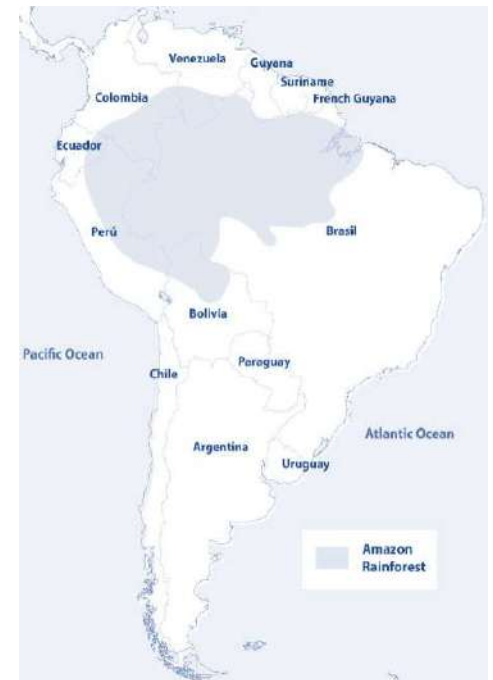 Venezuela
Guyana
Suriname
French Guyana
Colombia
Ecuador
Perú
Brasil
Bolivia
Pacific Ocean
Chile
Paraguay
Atlantic Ocean
Argentina
Uruguay
Amazon
Rainforest